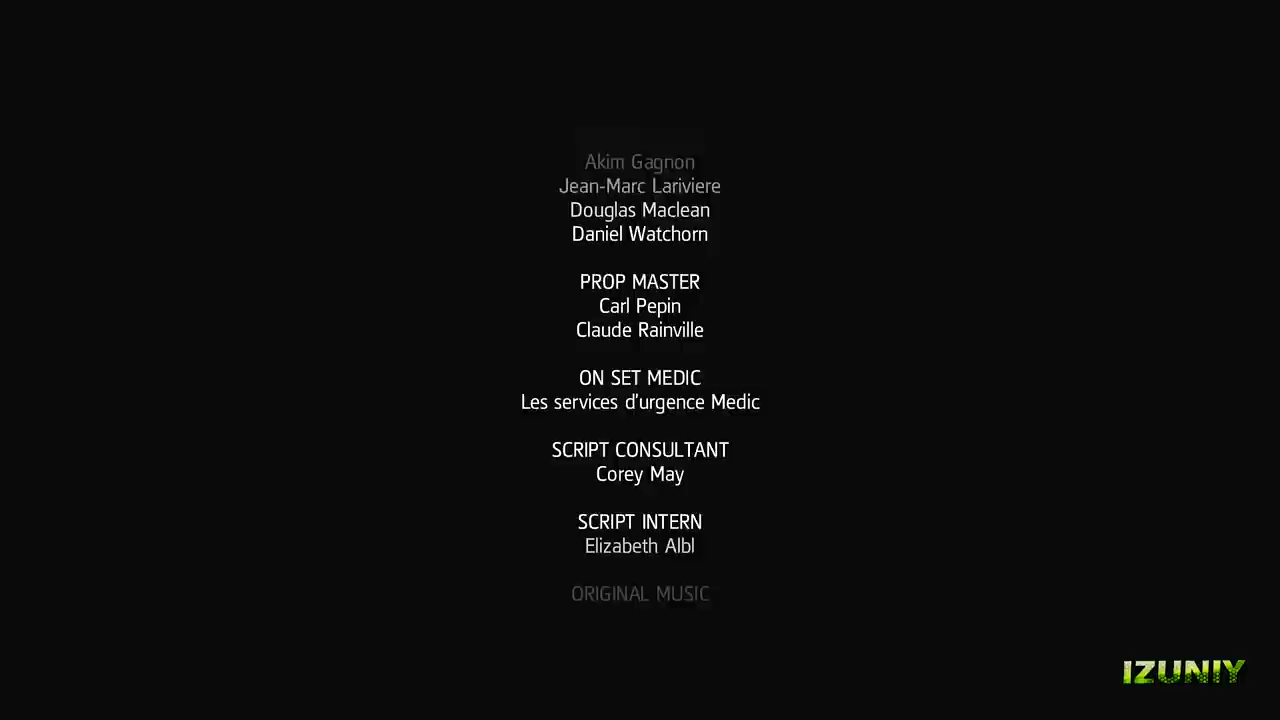 Akim Gagnon
Jean-Marc Lariviere
Douglas Maclean
Daniel Watchorn
PROP MASTER
Carl Pepin
Claude Rainville
ON SET MEDIC
Les services d'urgence Medic
SCRIPT CONSULTANT
Corey May
SCRIPT INTERN
Elizabeth Albl
ORIGINAL MUSIC
IZUNIY